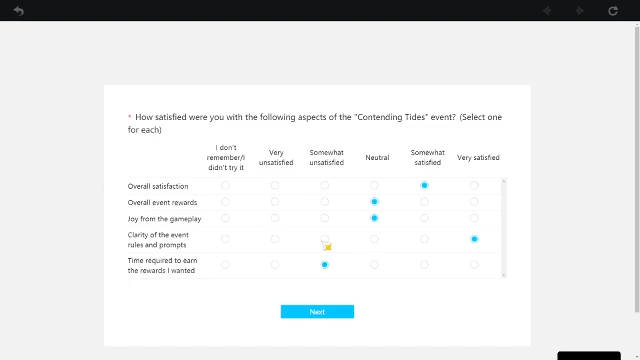 * How satisfied were you with the following aspects of the "Contending Tides" event? (Select one
for each)
I don't
remember/I
didn't try it
Very
unsatisfied
Somewhat
unsatisfied
Neutral
Somewhat
satisfied
Very satisfied
Overall satisfaction
Overall event rewards
Joy from the gameplay
Clarity of the event
rules and prompts
Time required to earn
the rewards I wanted
Next